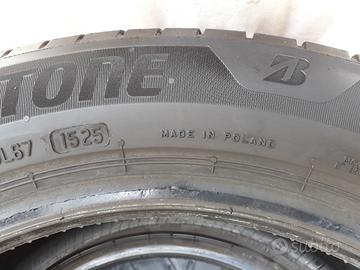 TONE
L67 1525
MADE IN POLAND
Subito